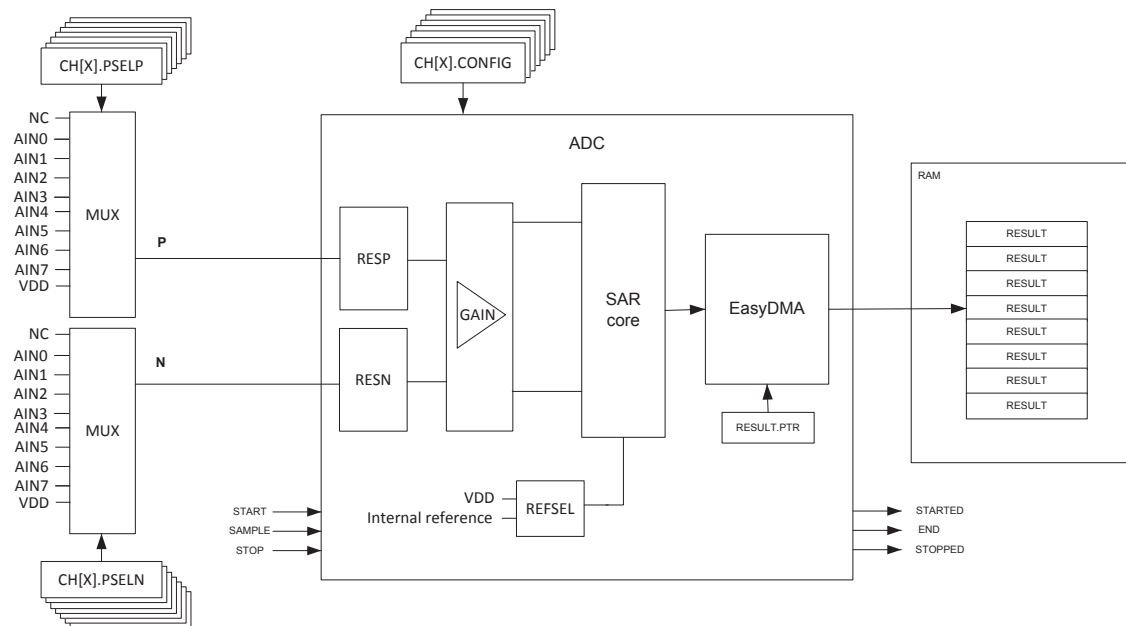 CH[X].PSELP
CH[X].CONFIG
NC
AIN0
AIN1
AIN2
AIN3
AIN4
AIN5
AIN6
AIN7
VDD
MUX
P
ADC
RESP
GAIN
SAR
core
EasyDMA
RAM
RESULT
RESULT
RESULT
RESULT
RESULT
RESULT
RESULT
RESULT
NC
AIN0
AIN1
AIN2
AIN3
AIN4
AIN5
AIN6
AIN7
VDD
MUX
N
RESN
RESULT.PTR
VDD
Internal reference
REFSEL
START
SAMPLE
STOP
STARTED
END
STOPPED
CH[X].PSELN